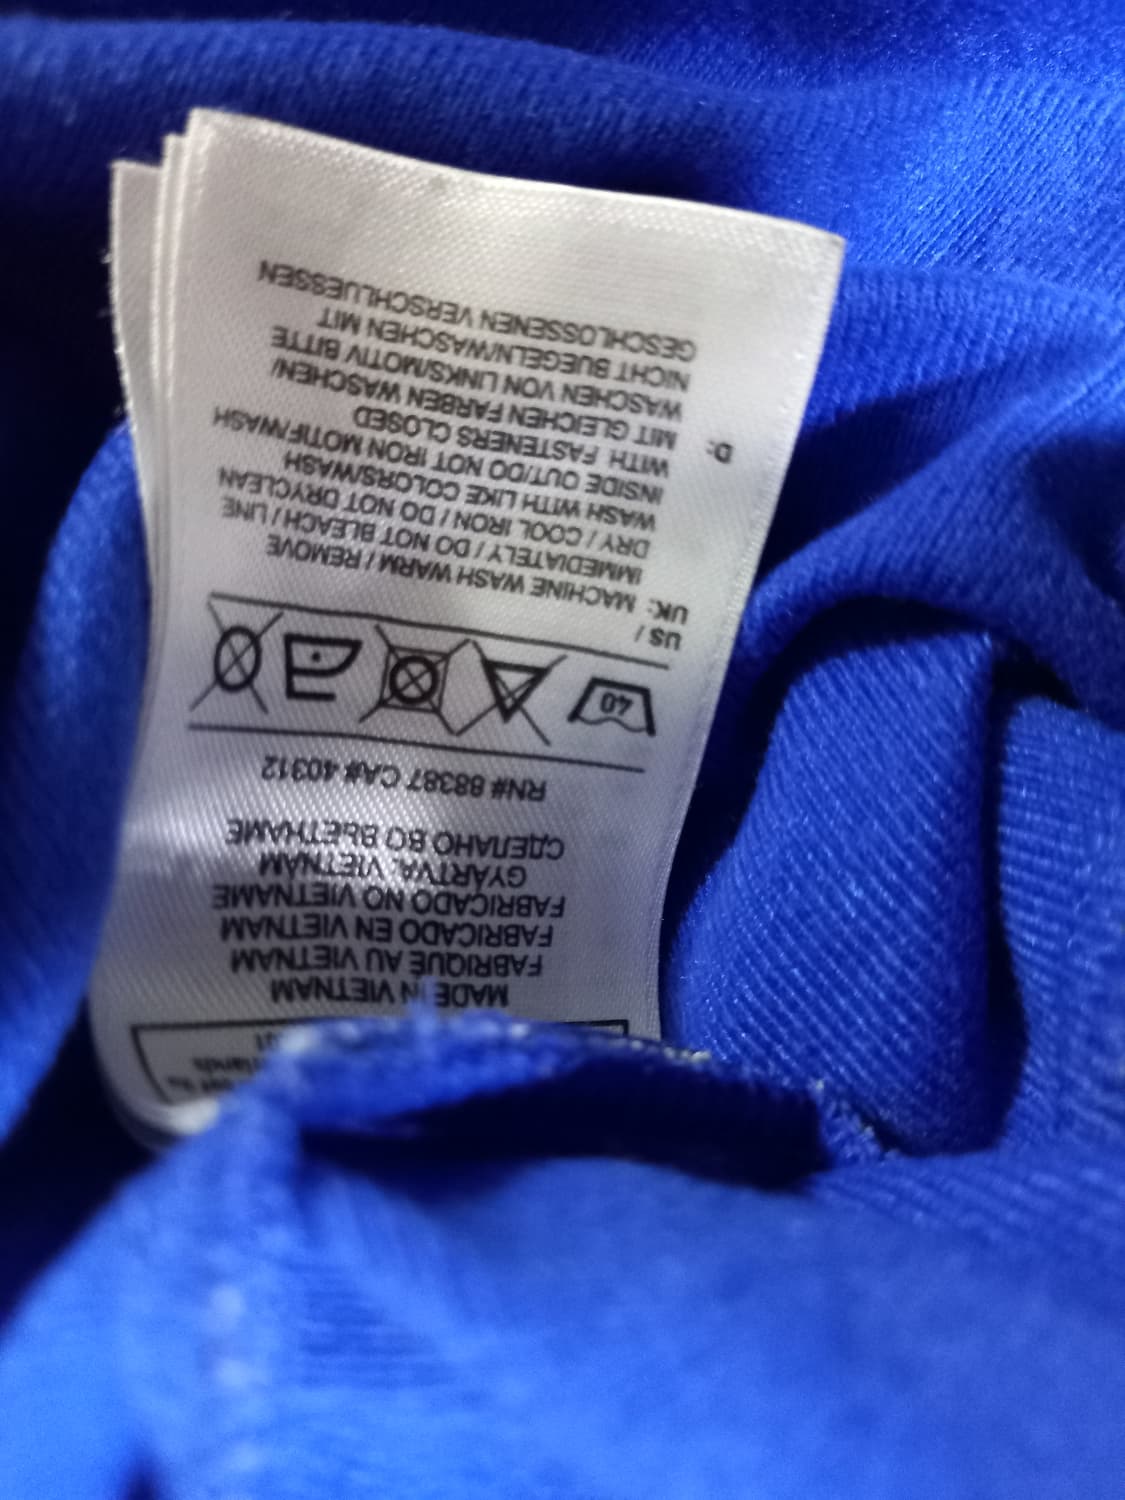 MADE IN VIETNAM
FABRIQUÉ AU VIETNAM
FABRICADO EN VIETNAM
FABRICADO NO VIETNAME
GYÁRTVA: VIETNÁM
СДЕЛАНО ВО ВЬЕТНАМЕ
RN# 88387 CA# 40312
40
US /
UK: MACHINE WASH WARM / REMOVE
IMMEDIATELY / DO NOT BLEACH / LINE
DRY / COOL IRON / DO NOT DRYCLEAN
WASH WITH LIKE COLORS/WASH
INSIDE OUT/DO NOT IRON MOTIF/WASH
WITH FASTENERS CLOSED
D: MIT GLEICHEN FARBEN WASCHEN/
WASCHEN VON LINKS/MOTIV BITTE
NICHT BUEGELN/WASCHEN MIT
GESCHLOSSENEN VERSCHLUESSEN